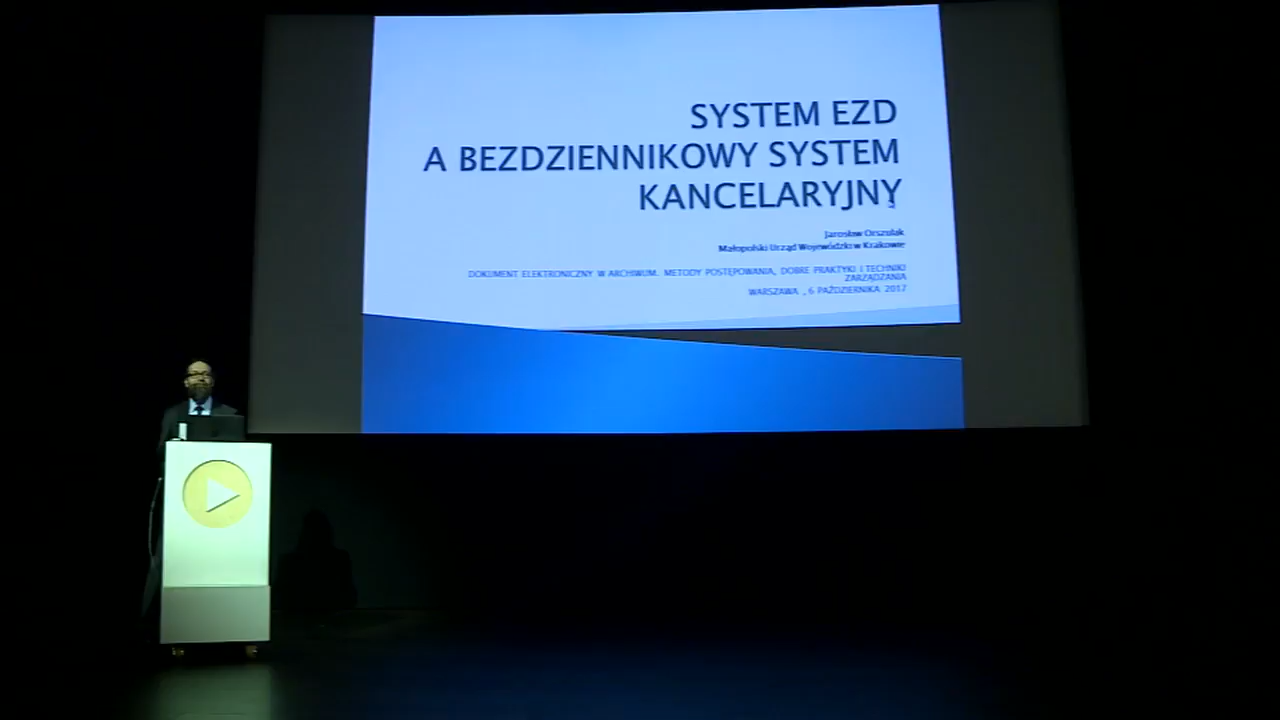 SYSTEM EZD
A BEZDZIENNIKOWY SYSTEM
KANCELARYJNY
Jarosław Orszulak
Małopolski Urząd Wojewódzki w Krakowie
DOKUMENT ELEKTRONICZNY W ARCHIWUM. METODY POSTĘPOWANIA, DOBRE PRAKTYKI I TECHNIKI
ZARZĄDZANIA
WARSZAWA , 6 PAŹDZIERNIKA 2017